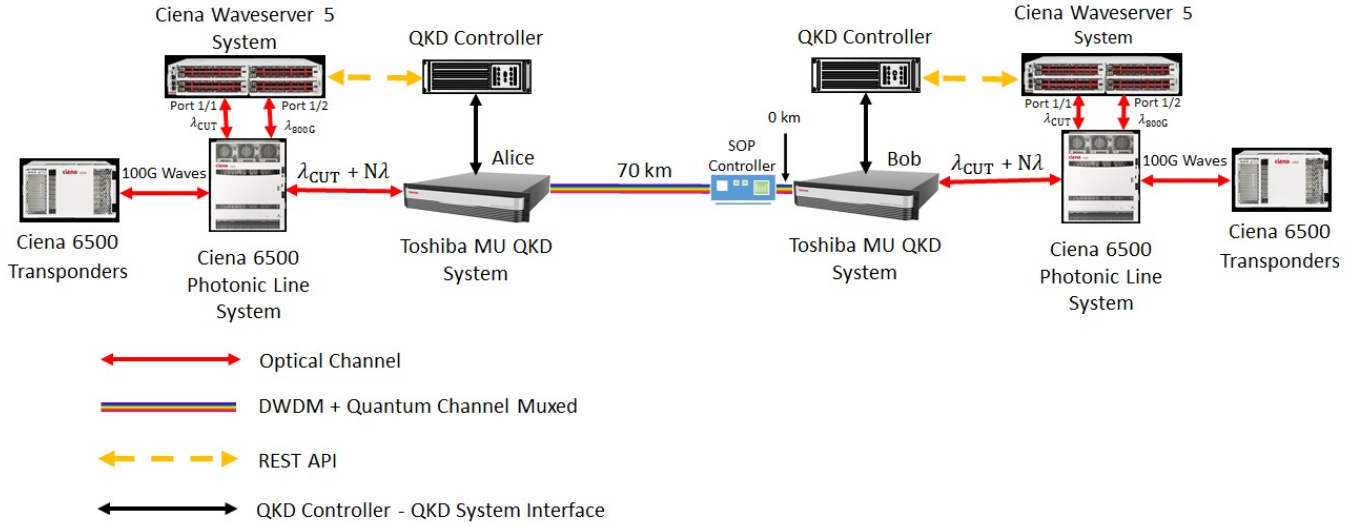 Ciena Waveserver 5
System
QKD Controller
QKD Controller
Ciena Waveserver 5
System
Port 1/1
Port 1/2
λCUT
λ800G
Port 1/1
Port 1/2
λCUT
λ800G
0 km
SOP
Controller
Alice
70 km
Bob
100G Waves
λCUT + Nλ
λCUT + Nλ
100G Waves
ciena
ciena
ciena
ciena
Ciena 6500
Transponders
Ciena 6500
Photonic Line
System
Toshiba MU QKD
System
Toshiba MU QKD
System
Ciena 6500
Photonic Line
System
Ciena 6500
Transponders
Optical Channel
DWDM + Quantum Channel Muxed
REST API
QKD Controller - QKD System Interface